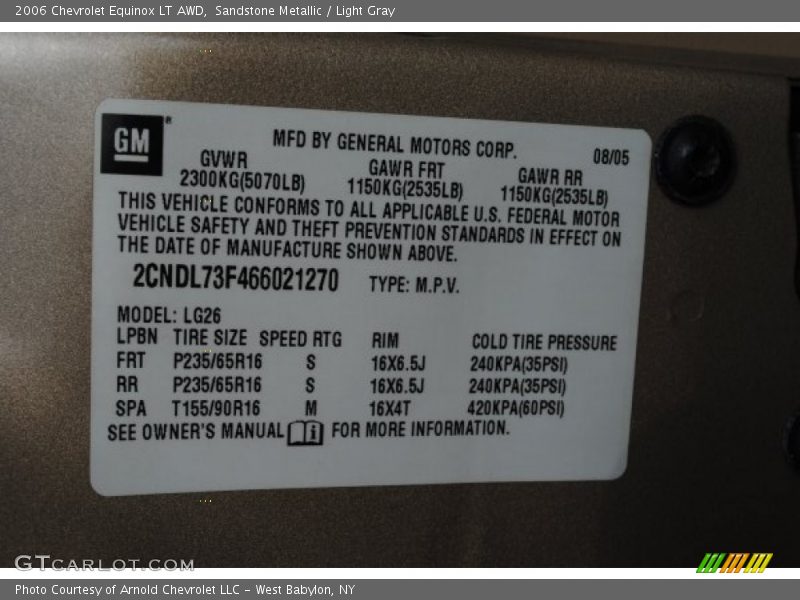 2006 Chevrolet Equinox LT AWD, Sandstone Metallic / Light Gray
GM®
MFD BY GENERAL MOTORS CORP. 08/05
GVWR GAWR FRT GAWR RR
2300KG(5070LB) 1150KG(2535LB) 1150KG(2535LB)
THIS VEHICLE CONFORMS TO ALL APPLICABLE U.S. FEDERAL MOTOR
VEHICLE SAFETY AND THEFT PREVENTION STANDARDS IN EFFECT ON
THE DATE OF MANUFACTURE SHOWN ABOVE.
2CNDL73F466021270 TYPE: M.P.V.
MODEL: LG26
LPBN TIRE SIZE SPEED RTG RIM COLD TIRE PRESSURE
FRT P235/65R16 S 16X6.5J 240KPA(35PSI)
RR P235/65R16 S 16X6.5J 240KPA(35PSI)
SPA T155/90R16 M 16X4T 420KPA(60PSI)
SEE OWNER'S MANUAL i FOR MORE INFORMATION.
GTCARLOT.COM
Photo Courtesy of Arnold Chevrolet LLC - West Babylon, NY